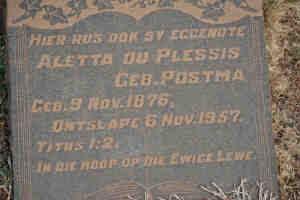 HIER RUS OOK SY EGGENOTE
ALETTA DU PLESSIS
GEB. POSTMA
GEB. 9 NOV. 1876,
ONTSLAPE 6 NOV. 1957.
TITUS 1:2,
IN DIE HOOP OP DIE EWIGE LEWE.